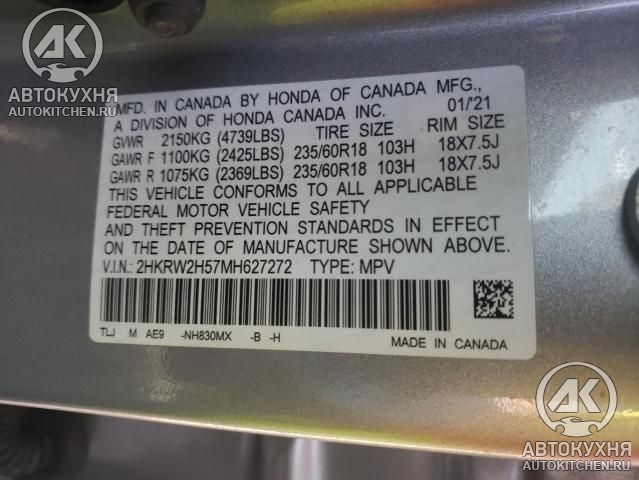 АВТОКУХНЯ
AUTOKITCHEN.RU
MFD. IN CANADA BY HONDA OF CANADA MFG.,
A DIVISION OF HONDA CANADA INC. 01/21
GVWR 2150KG (4739LBS) TIRE SIZE RIM SIZE
GAWR F 1100KG (2425LBS) 235/60R18 103H 18X7.5J
GAWR R 1075KG (2369LBS) 235/60R18 103H 18X7.5J
THIS VEHICLE CONFORMS TO ALL APPLICABLE
FEDERAL MOTOR VEHICLE SAFETY
AND THEFT PREVENTION STANDARDS IN EFFECT
ON THE DATE OF MANUFACTURE SHOWN ABOVE.
V.I.N.: 2HKRW2H57MH627272 TYPE: MPV
TLJ M AE9 -NH830MX -B -H MADE IN CANADA
АК
АВТОКУХНЯ
AUTOKITCHEN.RU